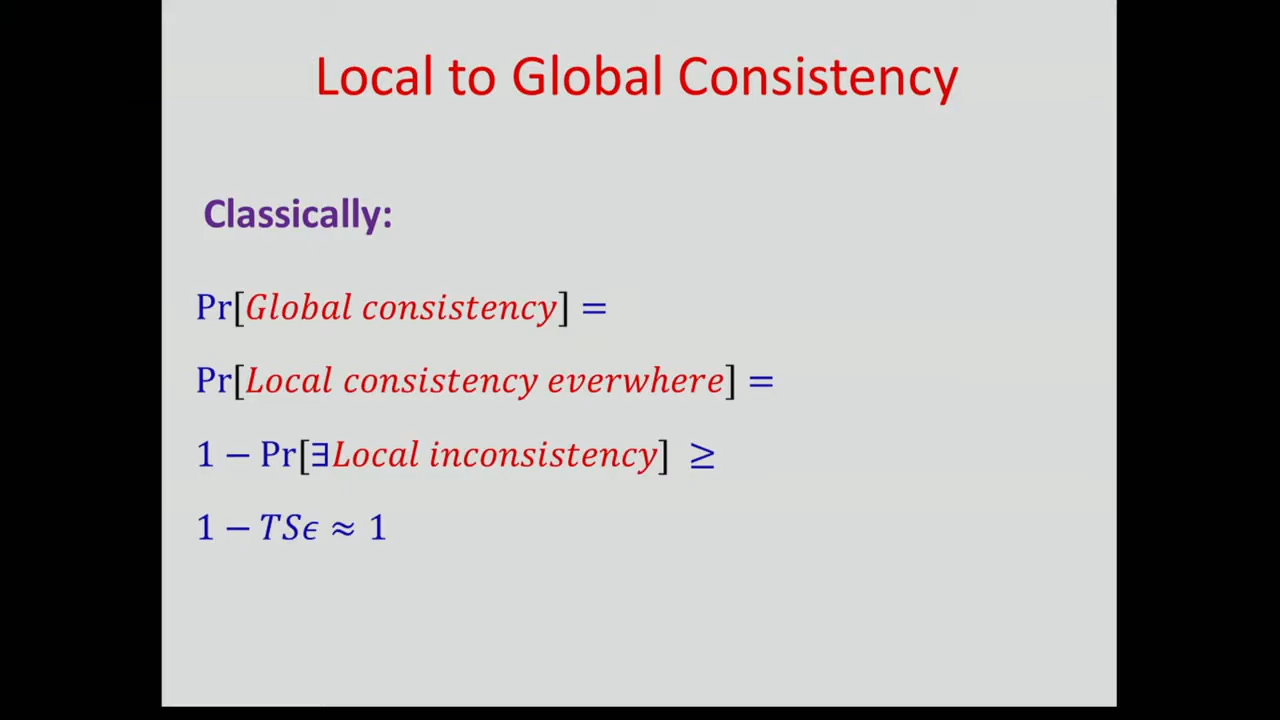 Local to Global Consistency
Classically:
Pr[Global consistency] =
Pr[Local consistency everwhere] =
1 − Pr[∃Local inconsistency] ≥
1 − TSϵ ≈ 1